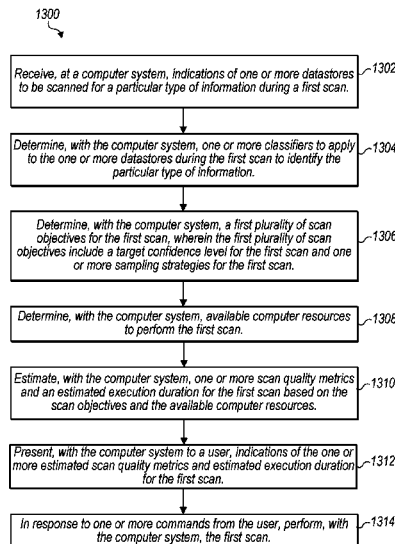 1300
Receive, at a computer system, indications of one or more datastores
to be scanned for a particular type of information during a first scan.
1302
Determine, with the computer system, one or more classifiers to apply
to the one or more datastores during the first scan to identify the
particular type of information.
1304
Determine, with the computer system, a first plurality of scan
objectives for the first scan, wherein the first plurality of scan
objectives include a target confidence level for the first scan and one
or more sampling strategies for the first scan.
1306
Determine, with the computer system, available computer resources
to perform the first scan.
1308
Estimate, with the computer system, one or more scan quality metrics
and an estimated execution duration for the first scan based on the
scan objectives and the available computer resources.
1310
Present, with the computer system to a user, indications of the one or
more estimated scan quality metrics and estimated execution duration
for the first scan.
1312
In response to one or more commands from the user, perform, with
the computer system, the first scan.
1314